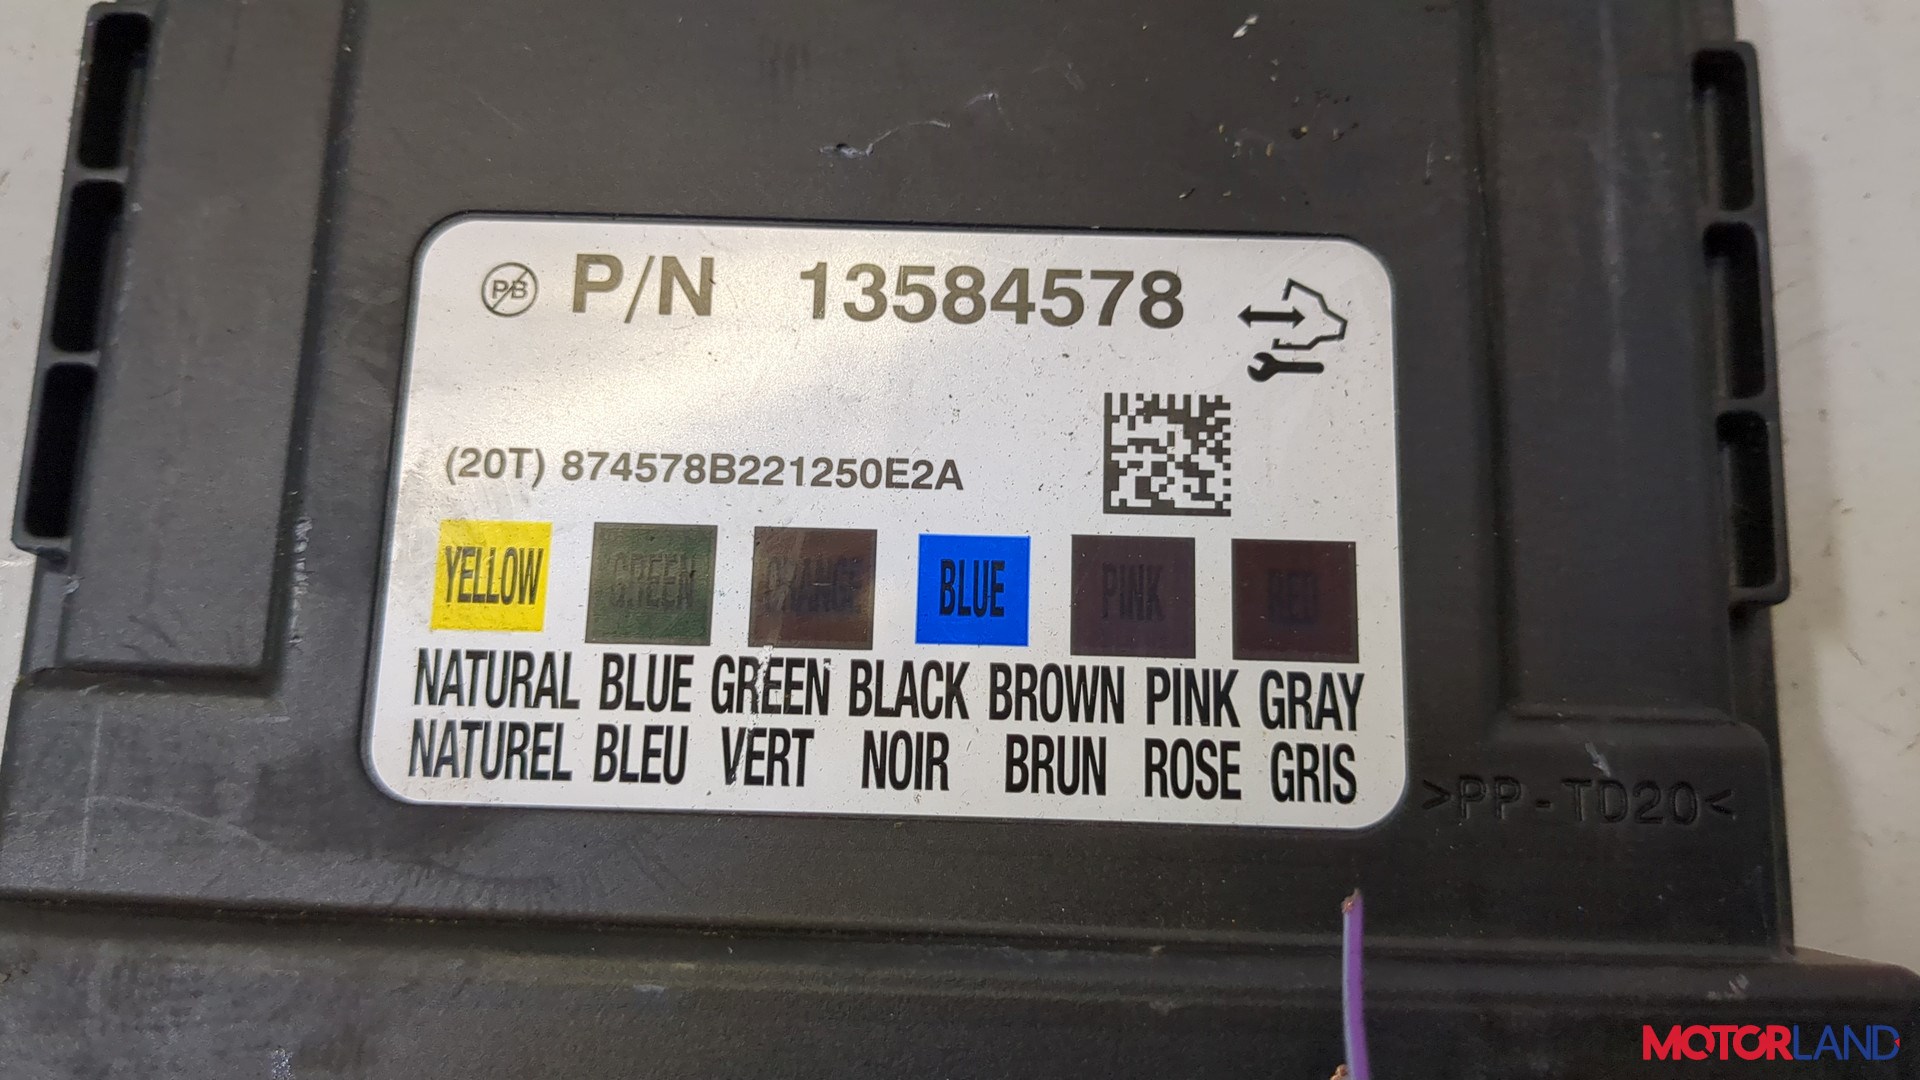 PB P/N 13584578
(20T) 874578B221250E2A
YELLOW GREEN ORANGE BLUE PINK RED
NATURAL BLUE GREEN BLACK BROWN PINK GRAY
NATUREL BLEU VERT NOIR BRUN ROSE GRIS
>PP-TD20<
MOTORLAND